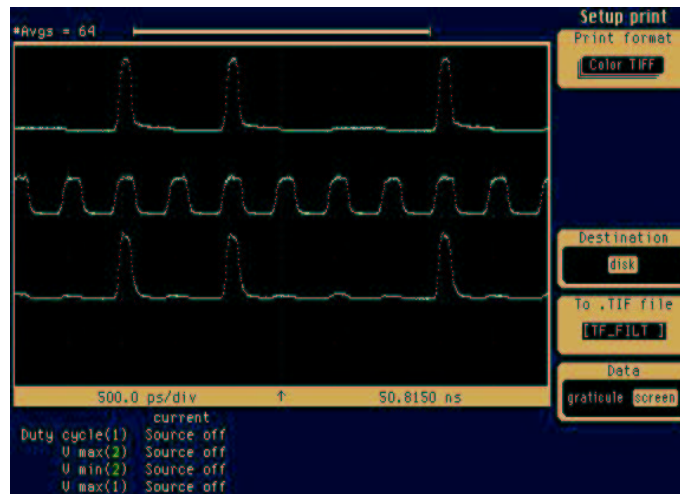 Setup print
#Avgs = 64
Print format
Color TIFF
Destination
disk
To .TIF file
[TF_FILT ]
Data
graticule screen
500.0 ps/div ↑ 50.8150 ns
current
Duty cycle(1) Source off
V max(2) Source off
V min(2) Source off
V max(1) Source off